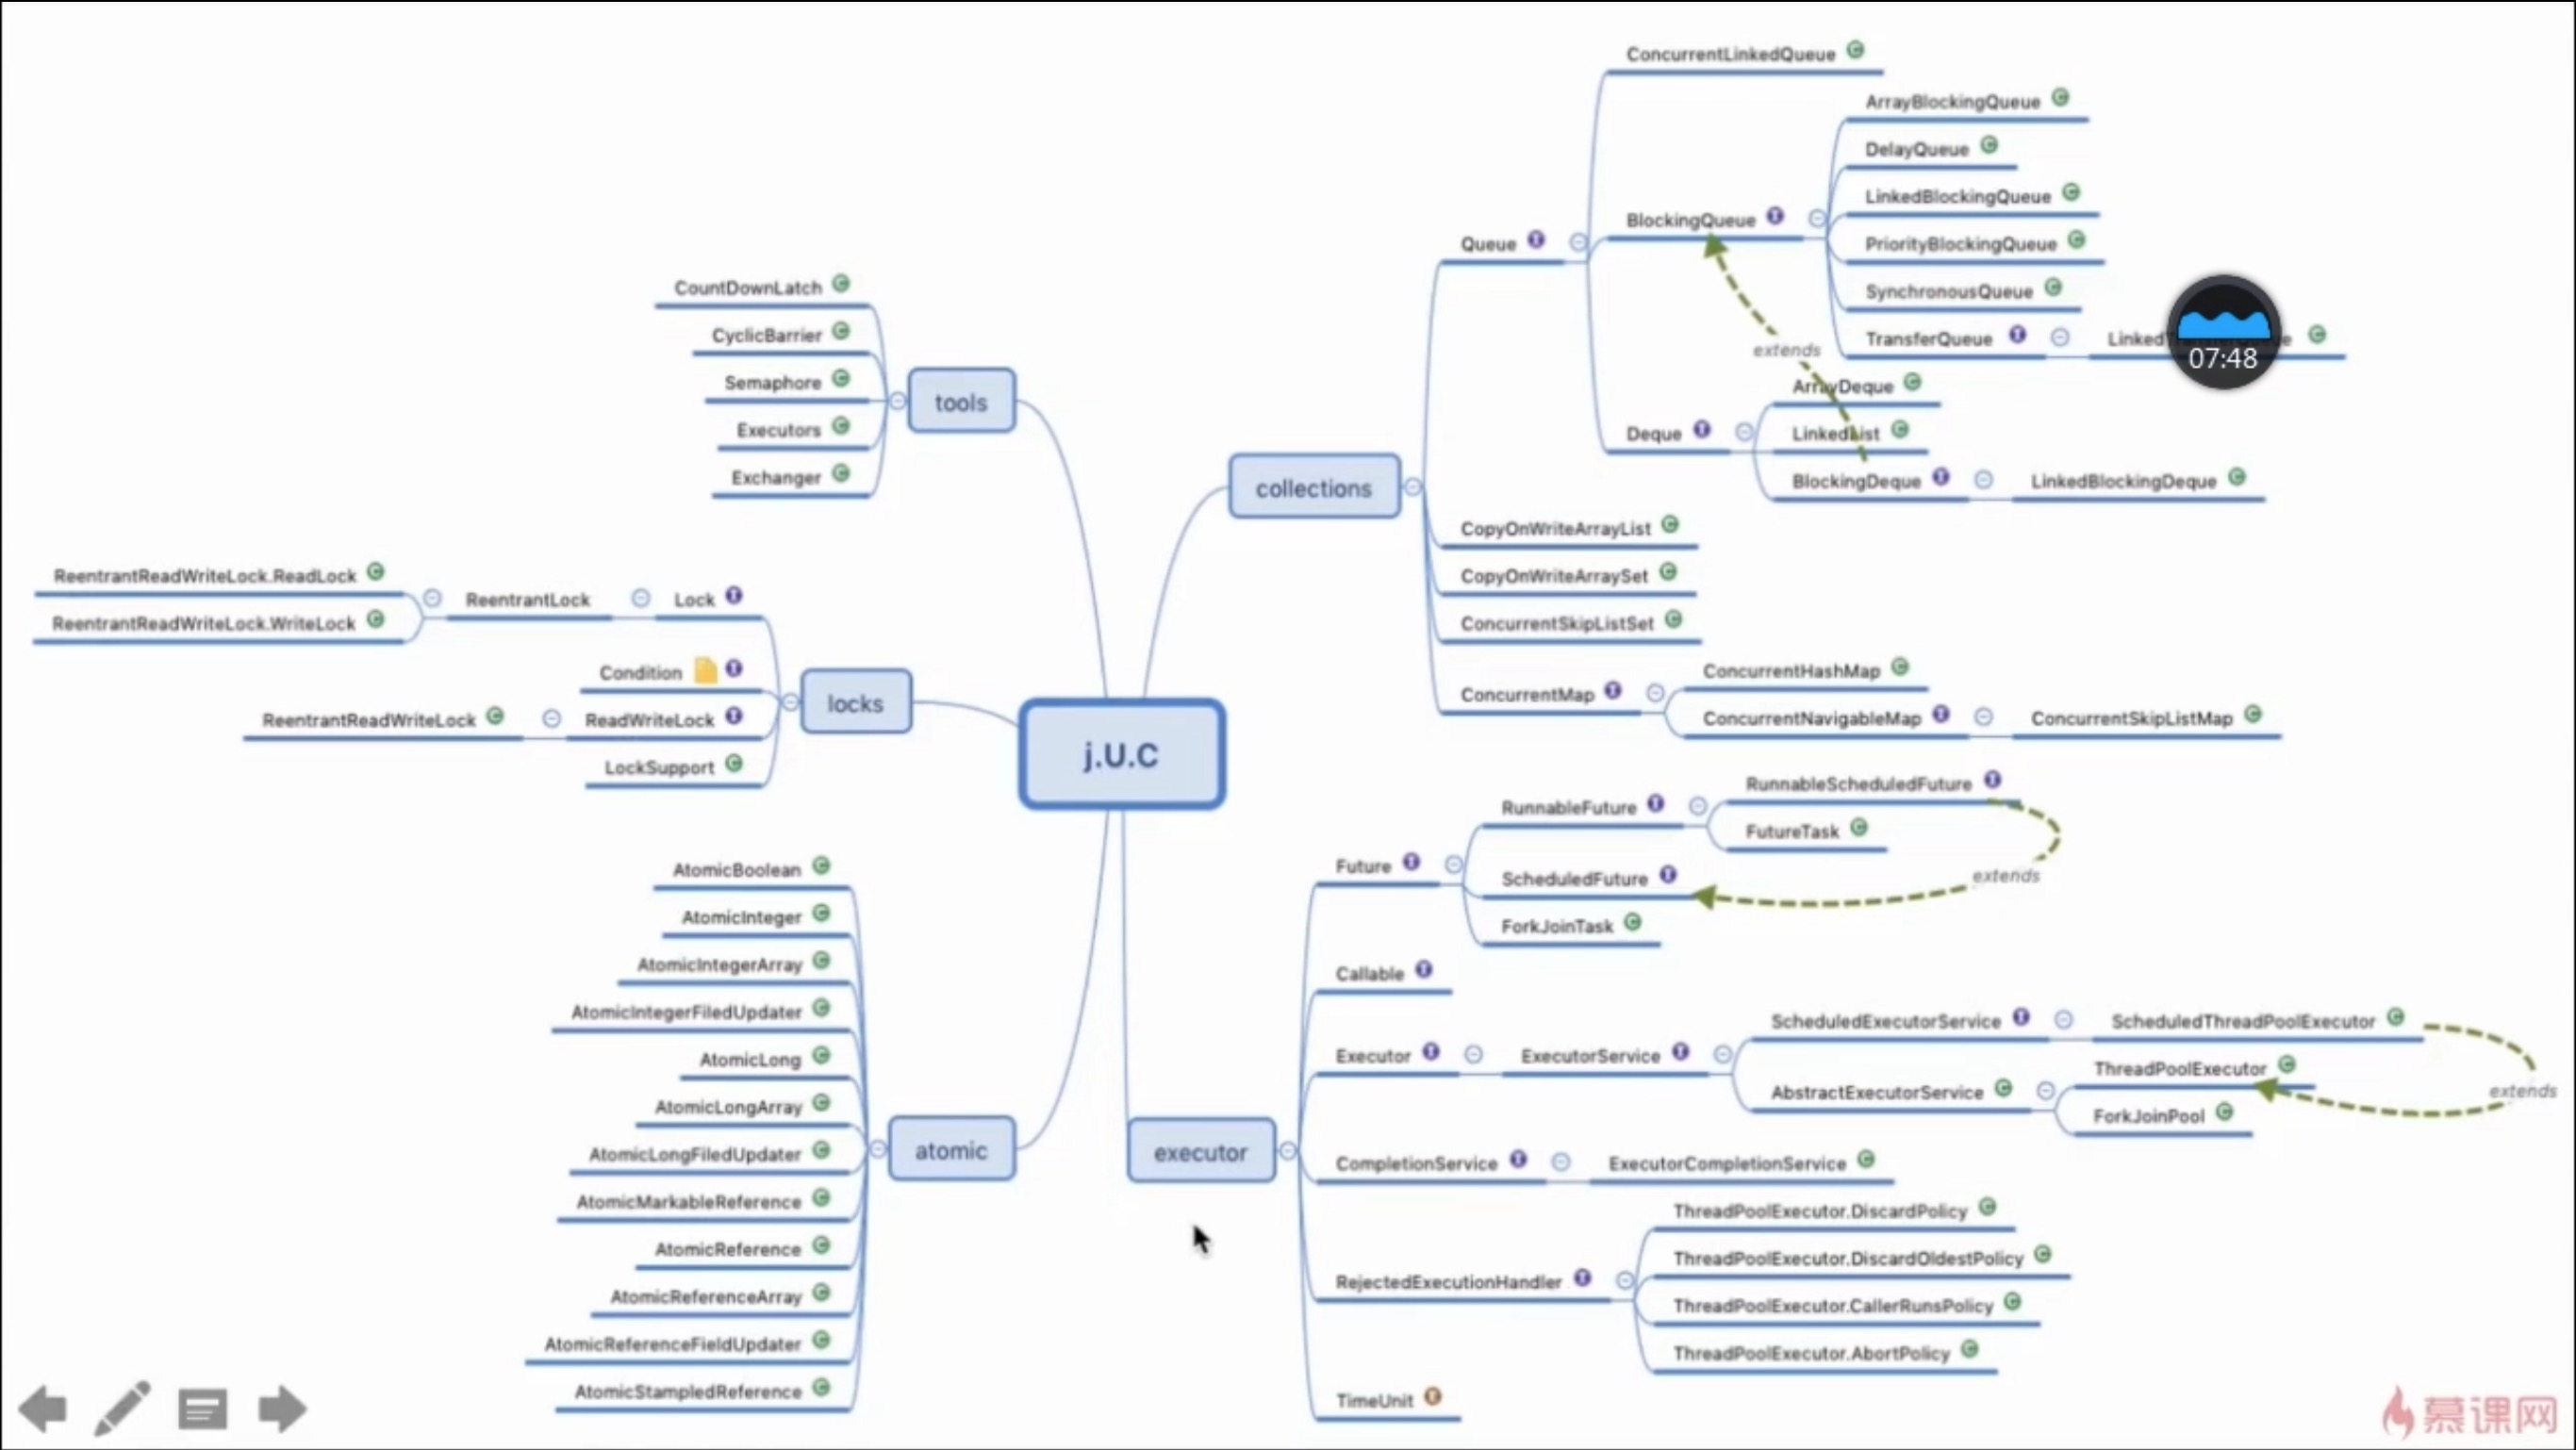 ConcurrentLinkedQueue
ArrayBlockingQueue
DelayQueue
LinkedBlockingQueue
BlockingQueue
PriorityBlockingQueue
Queue
SynchronousQueue
TransferQueue
07:48
extends
ArrayDeque
Deque
LinkedList
BlockingDeque
LinkedBlockingDeque
collections
CopyOnWriteArrayList
CopyOnWriteArraySet
ConcurrentSkipListSet
ConcurrentMap
ConcurrentHashMap
ConcurrentNavigableMap
ConcurrentSkipListMap
CountDownLatch
CyclicBarrier
Semaphore
Executors
Exchanger
tools
ReentrantReadWriteLock.ReadLock
ReentrantReadWriteLock.WriteLock
ReentrantLock
Lock
Condition
ReentrantReadWriteLock
ReadWriteLock
LockSupport
locks
j.U.C
AtomicBoolean
AtomicInteger
AtomicIntegerArray
AtomicIntegerFiledUpdater
AtomicLong
AtomicLongArray
AtomicLongFiledUpdater
AtomicMarkableReference
AtomicReference
AtomicReferenceArray
AtomicReferenceFieldUpdater
AtomicStampedReference
atomic
executor
Future
RunnableFuture
RunnableScheduledFuture
FutureTask
ScheduledFuture
extends
ForkJoinTask
Callable
Executor
ExecutorService
ScheduledExecutorService
ScheduledThreadPoolExecutor
AbstractExecutorService
ThreadPoolExecutor
extends
ForkJoinPool
CompletionService
ExecutorCompletionService
RejectedExecutionHandler
ThreadPoolExecutor.DiscardPolicy
ThreadPoolExecutor.DiscardOldestPolicy
ThreadPoolExecutor.CallerRunsPolicy
ThreadPoolExecutor.AbortPolicy
TimeUnit
慕课网